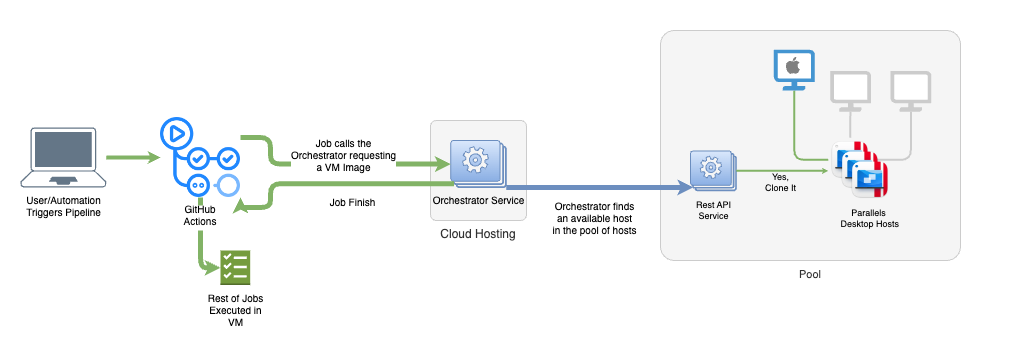 User/Automation
Triggers Pipeline
GitHub
Actions
Job calls the
Orchestrator requesting
a VM Image
Job Finish
Rest of Jobs
Executed in
VM
Orchestrator Service
Cloud Hosting
Orchestrator finds
an available host
in the pool of hosts
Rest API
Service
Yes,
Clone It
Parallels
Desktop Hosts
Pool